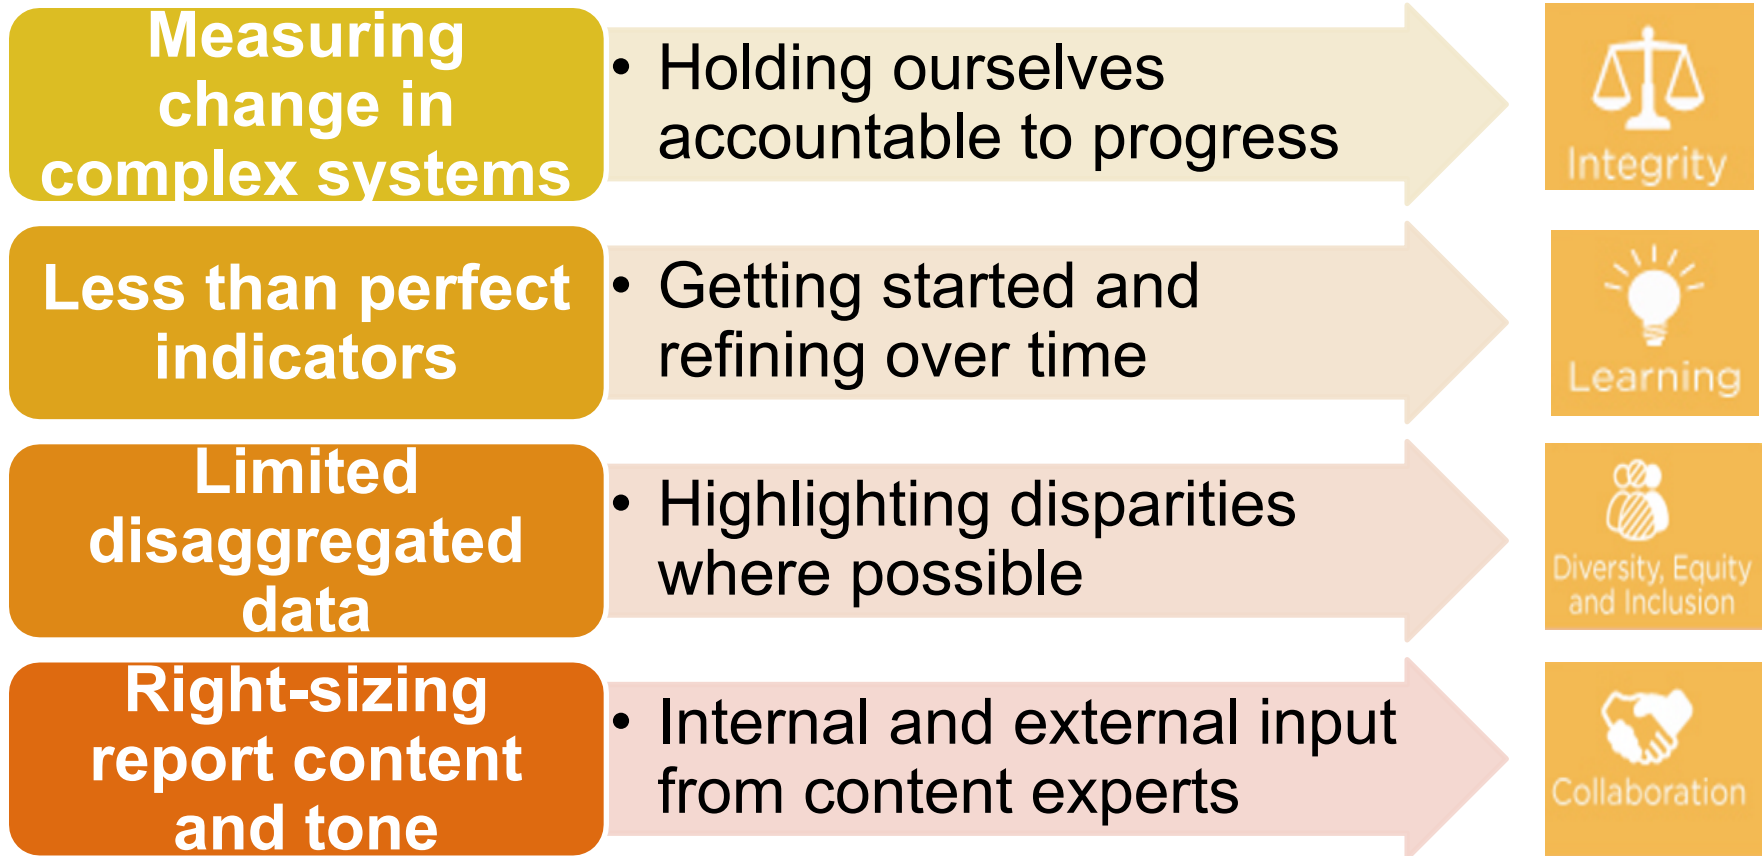 Measuring
change in
complex systems
• Holding ourselves
accountable to progress
Integrity
Less than perfect
indicators
• Getting started and
refining over time
Learning
Limited
disaggregated
data
• Highlighting disparities
where possible
Diversity, Equity
and Inclusion
Right-sizing
report content
and tone
• Internal and external input
from content experts
Collaboration